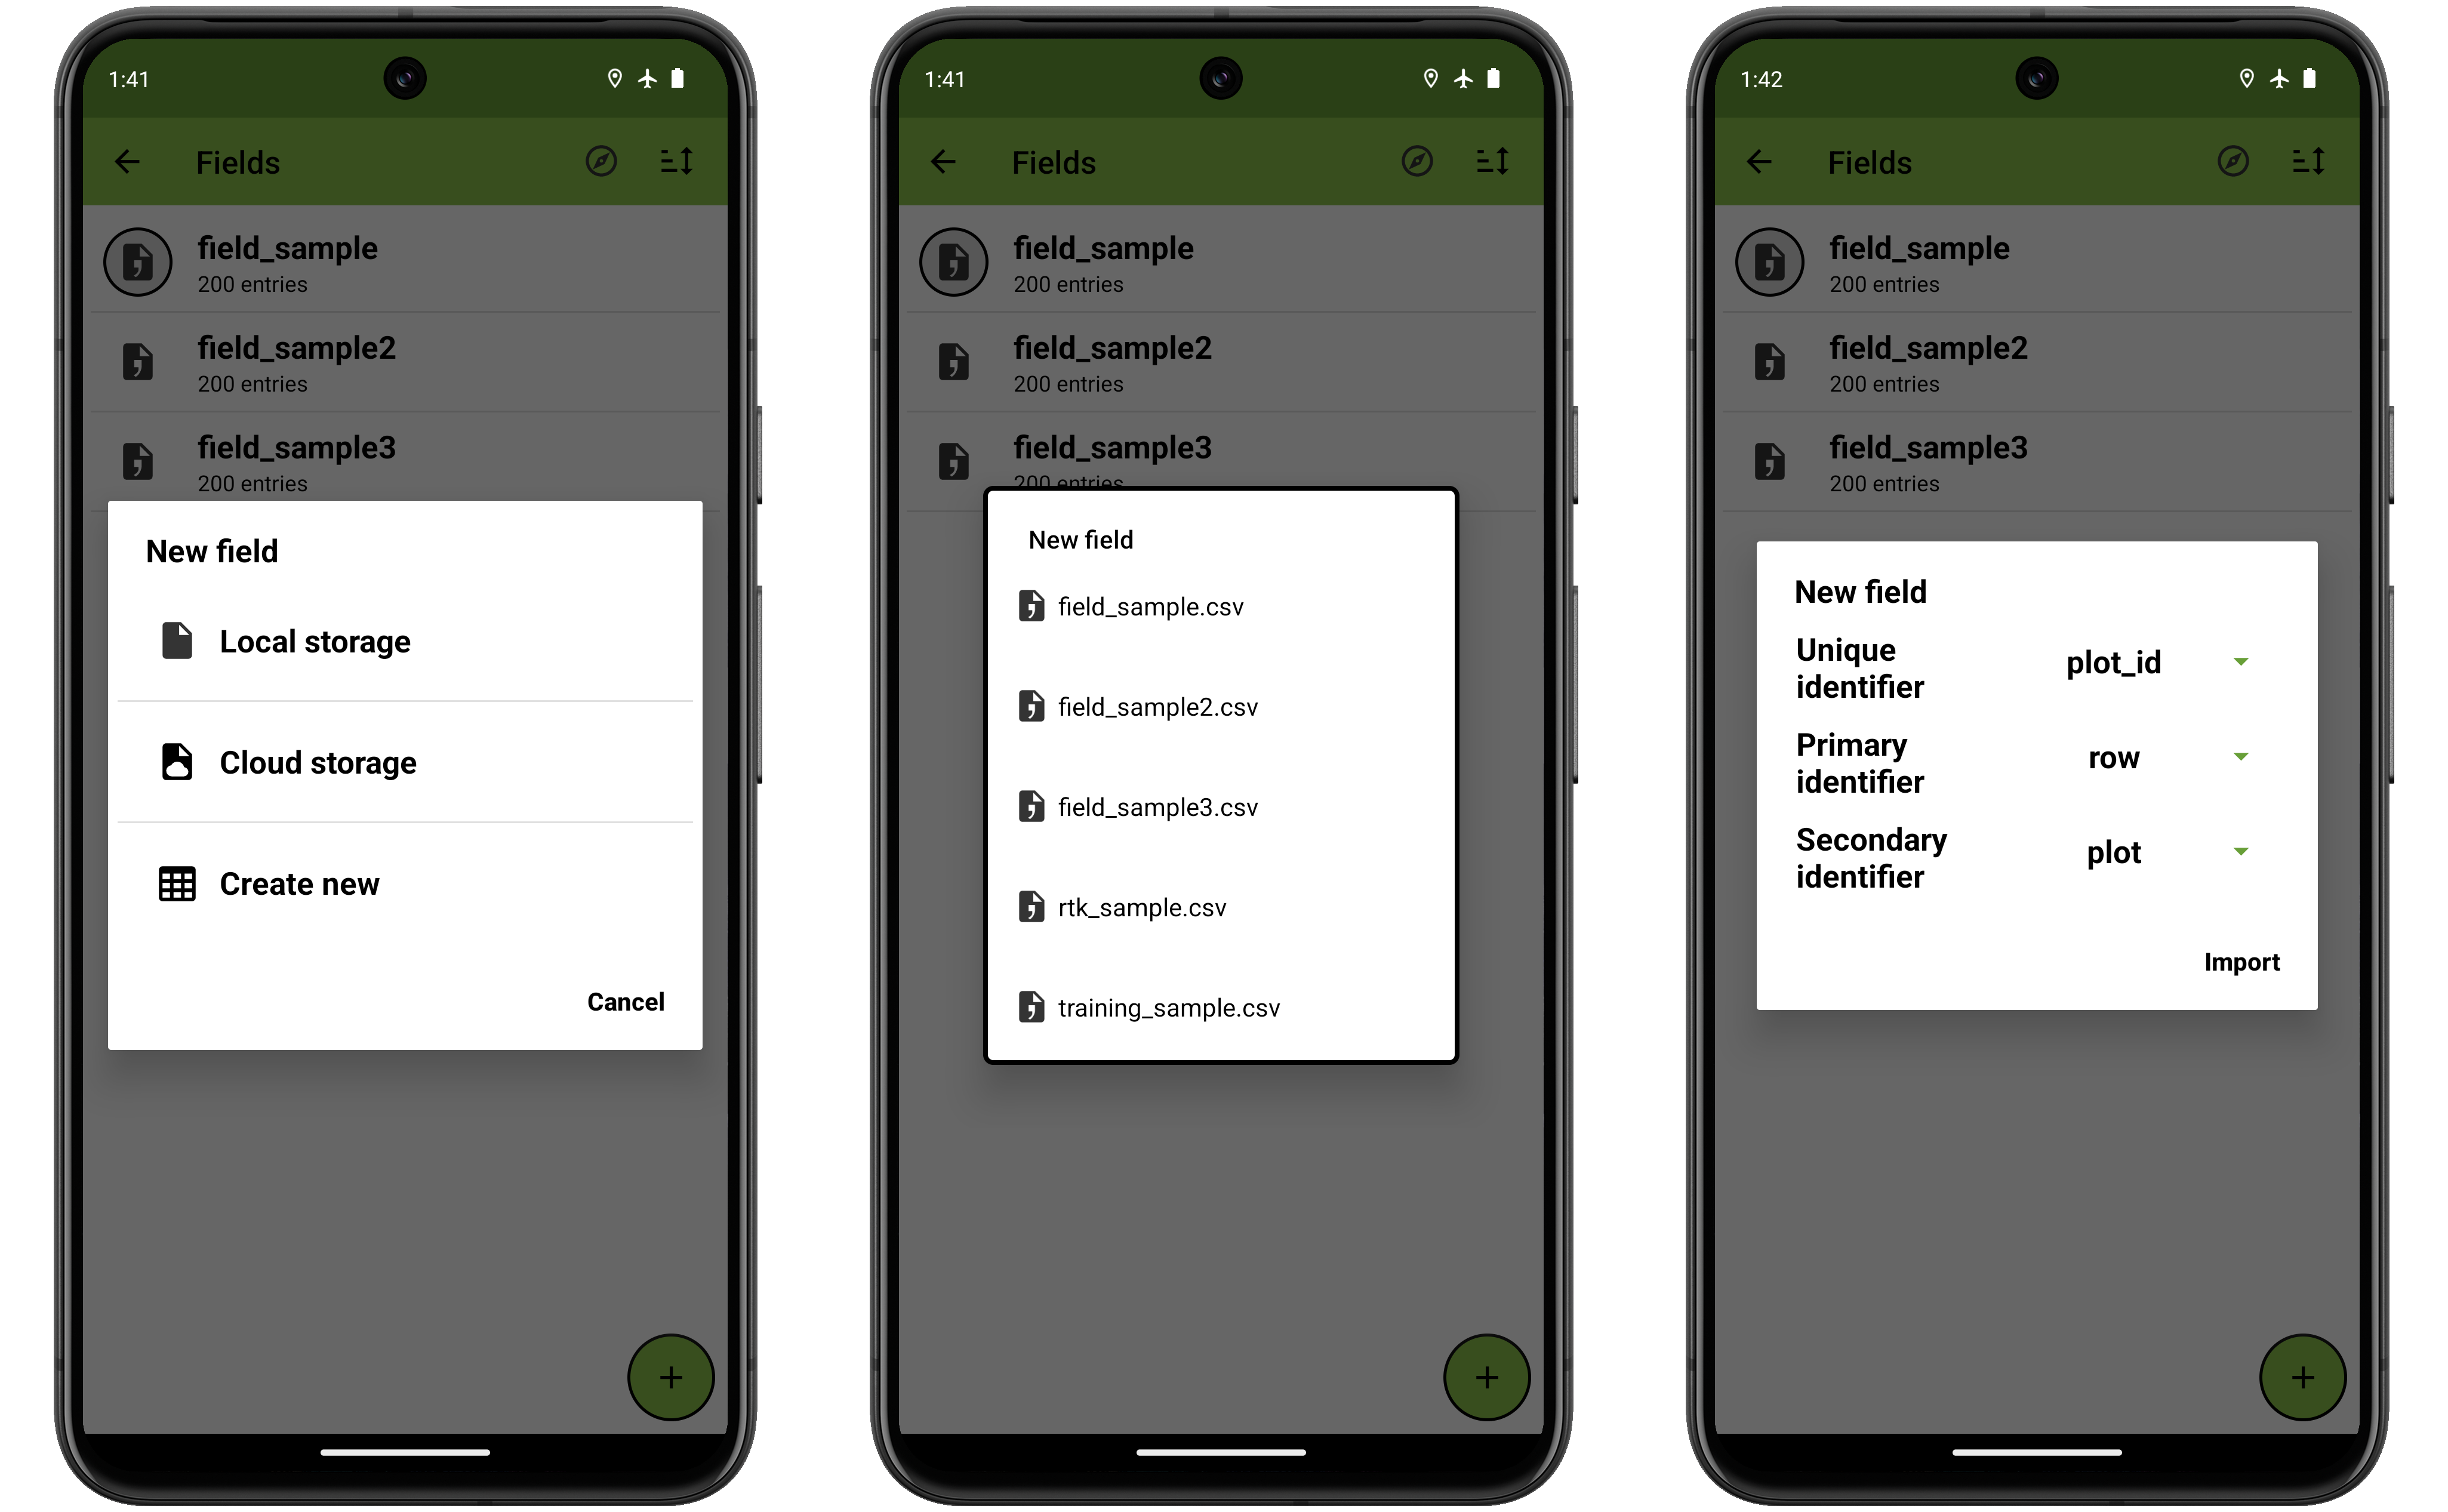 1:41
Fields
field_sample
200 entries
field_sample2
200 entries
field_sample3
200 entries
New field
Local storage
Cloud storage
Create new
Cancel
1:41
Fields
field_sample
200 entries
field_sample2
200 entries
field_sample3
200 entries
New field
field_sample.csv
field_sample2.csv
field_sample3.csv
rtk_sample.csv
training_sample.csv
1:42
Fields
field_sample
200 entries
field_sample2
200 entries
field_sample3
200 entries
New field
Unique
identifier
plot_id
Primary
identifier
row
Secondary
identifier
plot
Import